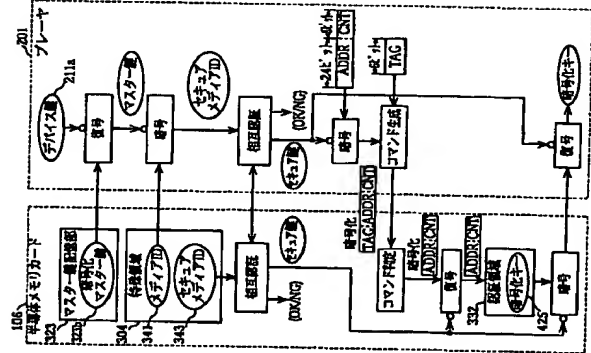 201
プレーヤ
デバイス鍵
211a
復号
マスター鍵
暗号
セキュア
メディアID
相互認証
(OK/NG)
セキュア鍵
←24ビット→←8ビット→
ADDR CNT
暗号
TAG
コマンド生成
復号
暗号化キー
暗号化
TAG ADDR CNT
106
半導体メモリカード
323
マスター鍵記憶部
323b
暗号化
マスター鍵
304
特殊領域
341
メディアID
343
セキュア
メディアID
相互認証
(OK/NG)
セキュア鍵
コマンド判定
暗号化
ADDR CNT
復号
ADDR CNT
332
認証領域
暗号化キー
425
暗号